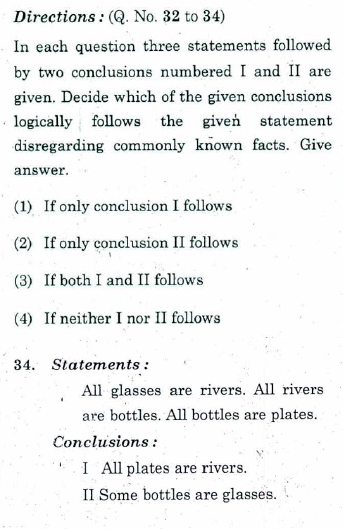 Directions : (Q. No. 32 to 34)
In each question three statements followed
by two conclusions numbered I and II are
given. Decide which of the given conclusions
logically follows the given statement
disregarding commonly known facts. Give
answer.
(1) If only conclusion I follows
(2) If only conclusion II follows
(3) If both I and II follows
(4) If neither I nor II follows
34. Statements :
All glasses are rivers. All rivers
are bottles. All bottles are plates.
Conclusions :
I All plates are rivers.
II Some bottles are glasses.